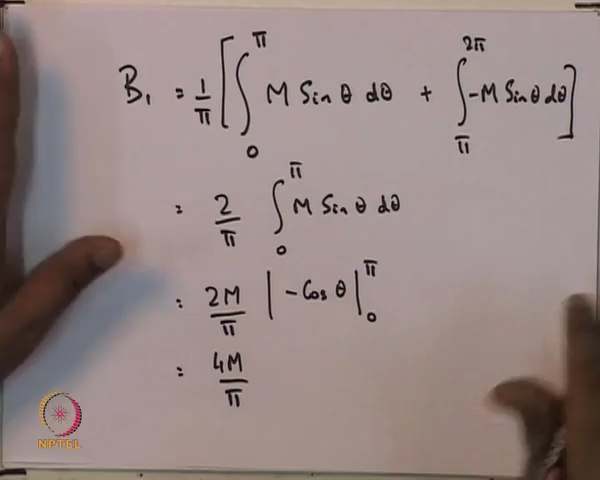 B₁ = 1/π [ ∫₀^π M Sin θ dθ + ∫_π^2π -M Sin θ dθ ]
= 2/π ∫₀^π M Sin θ dθ
= 2M/π | -Cos θ |₀^π
= 4M/π
NPTEL